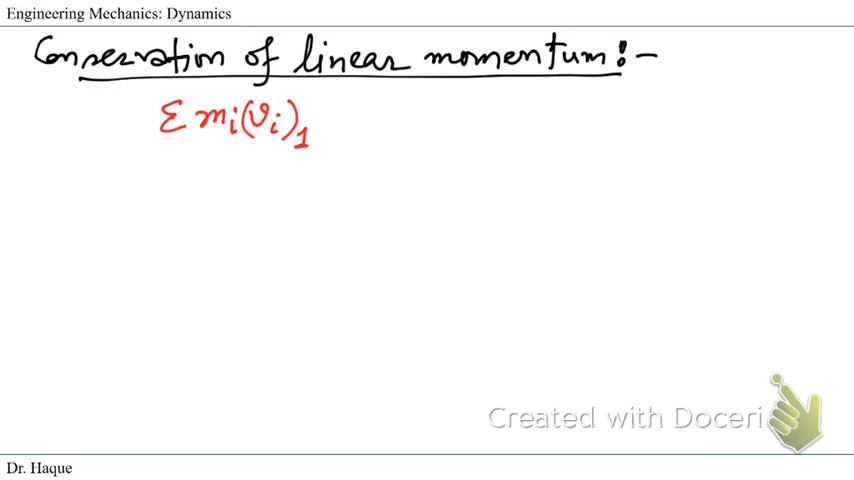 Engineering Mechanics: Dynamics
Conservation of linear momentum:-
Σ mᵢ(vᵢ)₁
Created with Doceri
Dr. Haque